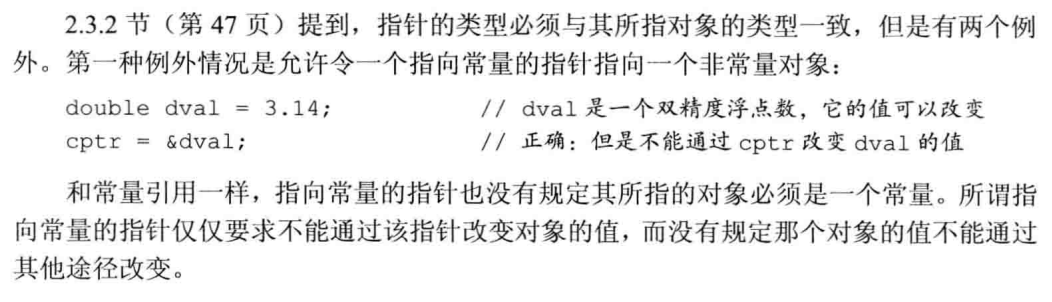 2.3.2 节（第 47 页）提到，指针的类型必须与其所指对象的类型一致，但是有两个例
外。第一种例外情况是允许令一个指向常量的指针指向一个非常量对象：
double dval = 3.14; // dval 是一个双精度浮点数，它的值可以改变
cptr = &dval; // 正确：但是不能通过 cptr 改变 dval 的值
和常量引用一样，指向常量的指针也没有规定其所指的对象必须是一个常量。所谓指
向常量的指针仅仅要求不能通过该指针改变对象的值，而没有规定那个对象的值不能通过
其他途径改变。